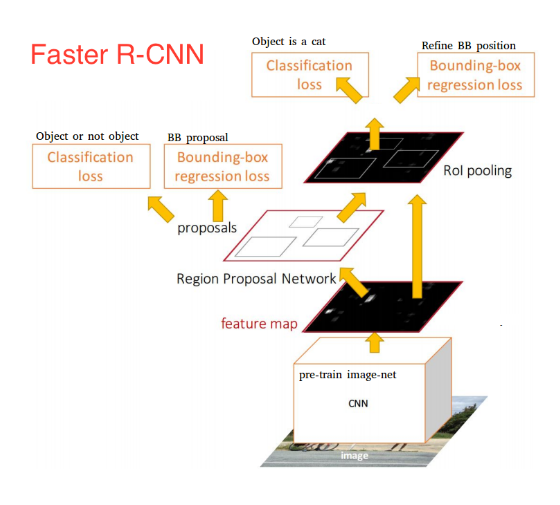 Faster R-CNN
Object is a cat
Classification
loss
Refine BB position
Bounding-box
regression loss
Object or not object
Classification
loss
BB proposal
Bounding-box
regression loss
RoI pooling
proposals
Region Proposal Network
feature map
pre-train image-net
CNN
image